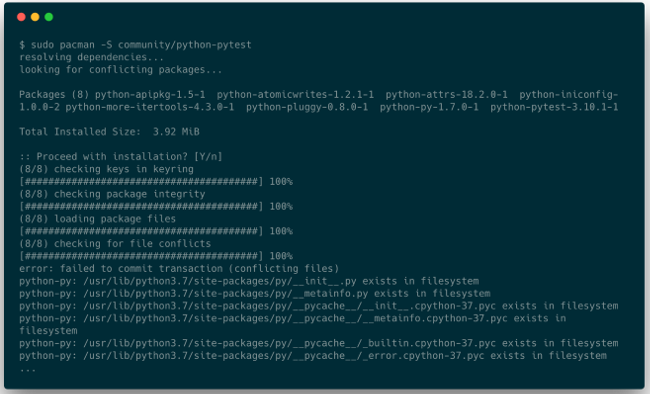 $ sudo pacman -S community/python-pytest
resolving dependencies...
looking for conflicting packages...
Packages (8) python-apipkg-1.5-1  python-atomicwrites-1.2.1-1  python-attrs-18.2.0-1  python-iniconfig-
1.0.0-2 python-more-itertools-4.3.0-1  python-pluggy-0.8.0-1  python-py-1.7.0-1  python-pytest-3.10.1-1
Total Installed Size:  3.92 MiB
:: Proceed with installation? [Y/n]
(8/8) checking keys in keyring
[########################################] 100%
(8/8) checking package integrity
[########################################] 100%
(8/8) loading package files
[########################################] 100%
(8/8) checking for file conflicts
[########################################] 100%
error: failed to commit transaction (conflicting files)
python-py: /usr/lib/python3.7/site-packages/py/__init__.py exists in filesystem
python-py: /usr/lib/python3.7/site-packages/py/__metainfo.py exists in filesystem
python-py: /usr/lib/python3.7/site-packages/py/__pycache__/__init__.cpython-37.pyc exists in filesystem
python-py: /usr/lib/python3.7/site-packages/py/__pycache__/__metainfo.cpython-37.pyc exists in
filesystem
python-py: /usr/lib/python3.7/site-packages/py/__pycache__/_builtin.cpython-37.pyc exists in filesystem
python-py: /usr/lib/python3.7/site-packages/py/__pycache__/_error.cpython-37.pyc exists in filesystem
...